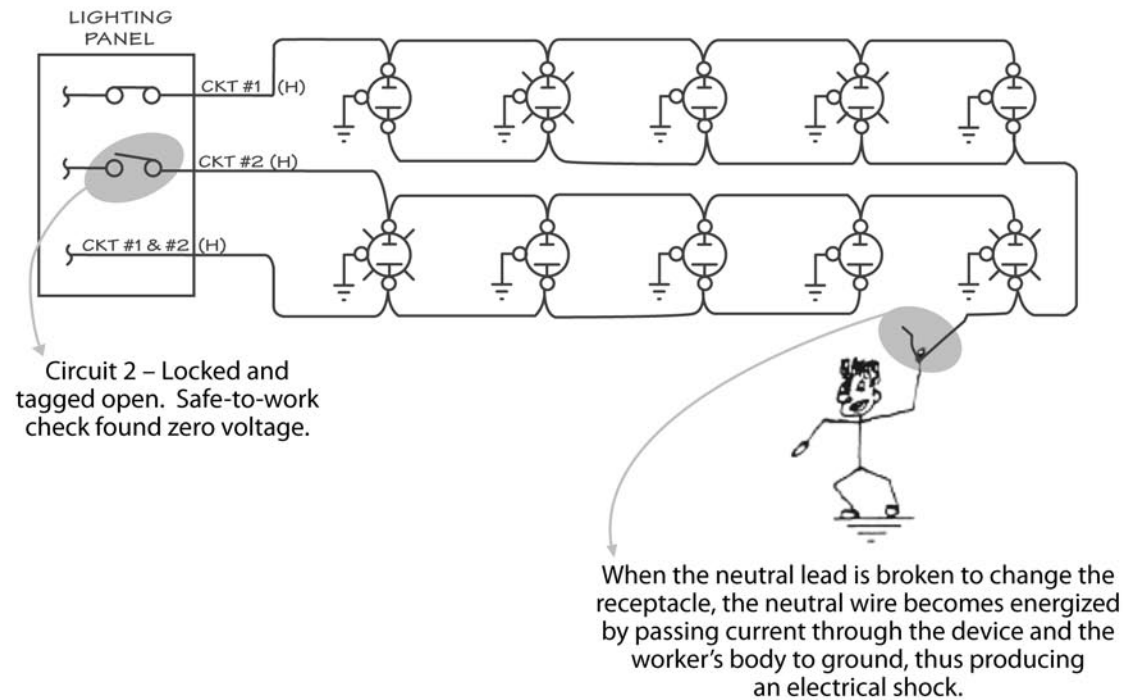 LIGHTING
PANEL
CKT #1 (H)
CKT #2 (H)
CKT #1 & #2 (H)
Circuit 2 – Locked and
tagged open. Safe-to-work
check found zero voltage.
When the neutral lead is broken to change the
receptacle, the neutral wire becomes energized
by passing current through the device and the
worker's body to ground, thus producing
an electrical shock.